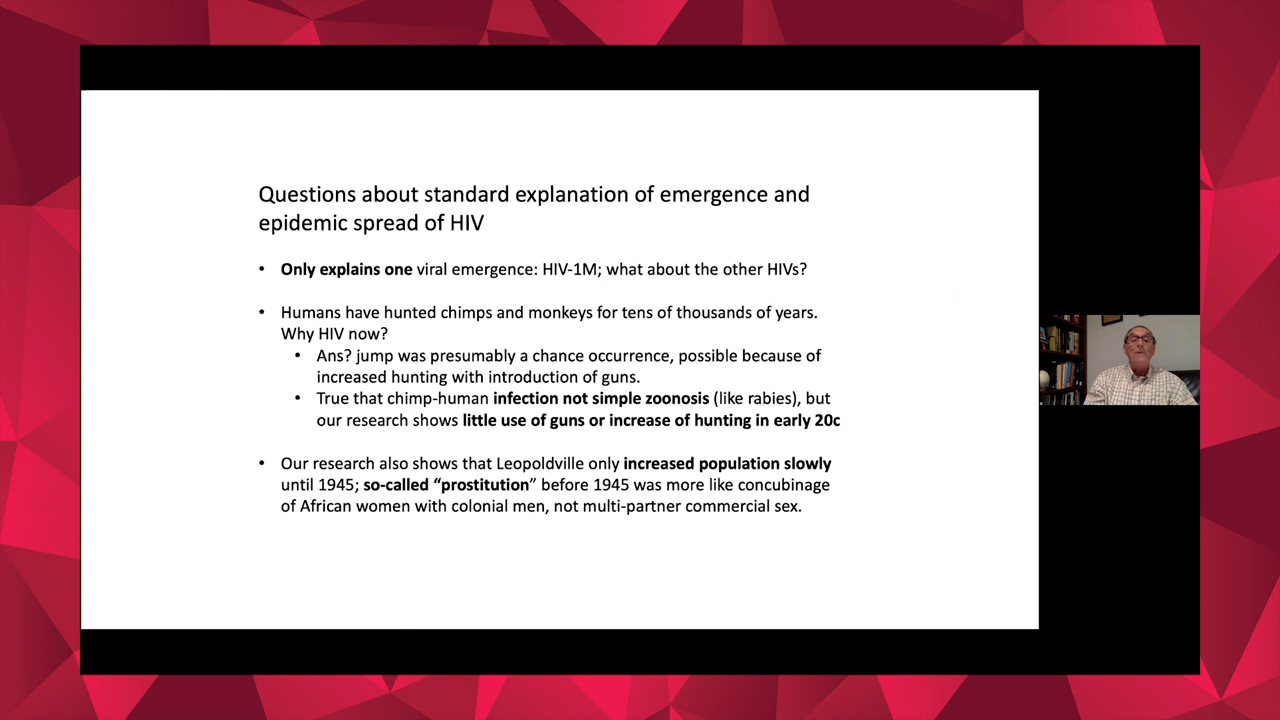 Questions about standard explanation of emergence and
epidemic spread of HIV
• Only explains one viral emergence: HIV-1M; what about the other HIVs?
• Humans have hunted chimps and monkeys for tens of thousands of years.
Why HIV now?
• Ans? jump was presumably a chance occurrence, possible because of
increased hunting with introduction of guns.
• True that chimp-human infection not simple zoonosis (like rabies), but
our research shows little use of guns or increase of hunting in early 20c
• Our research also shows that Leopoldville only increased population slowly
until 1945; so-called “prostitution” before 1945 was more like concubinage
of African women with colonial men, not multi-partner commercial sex.